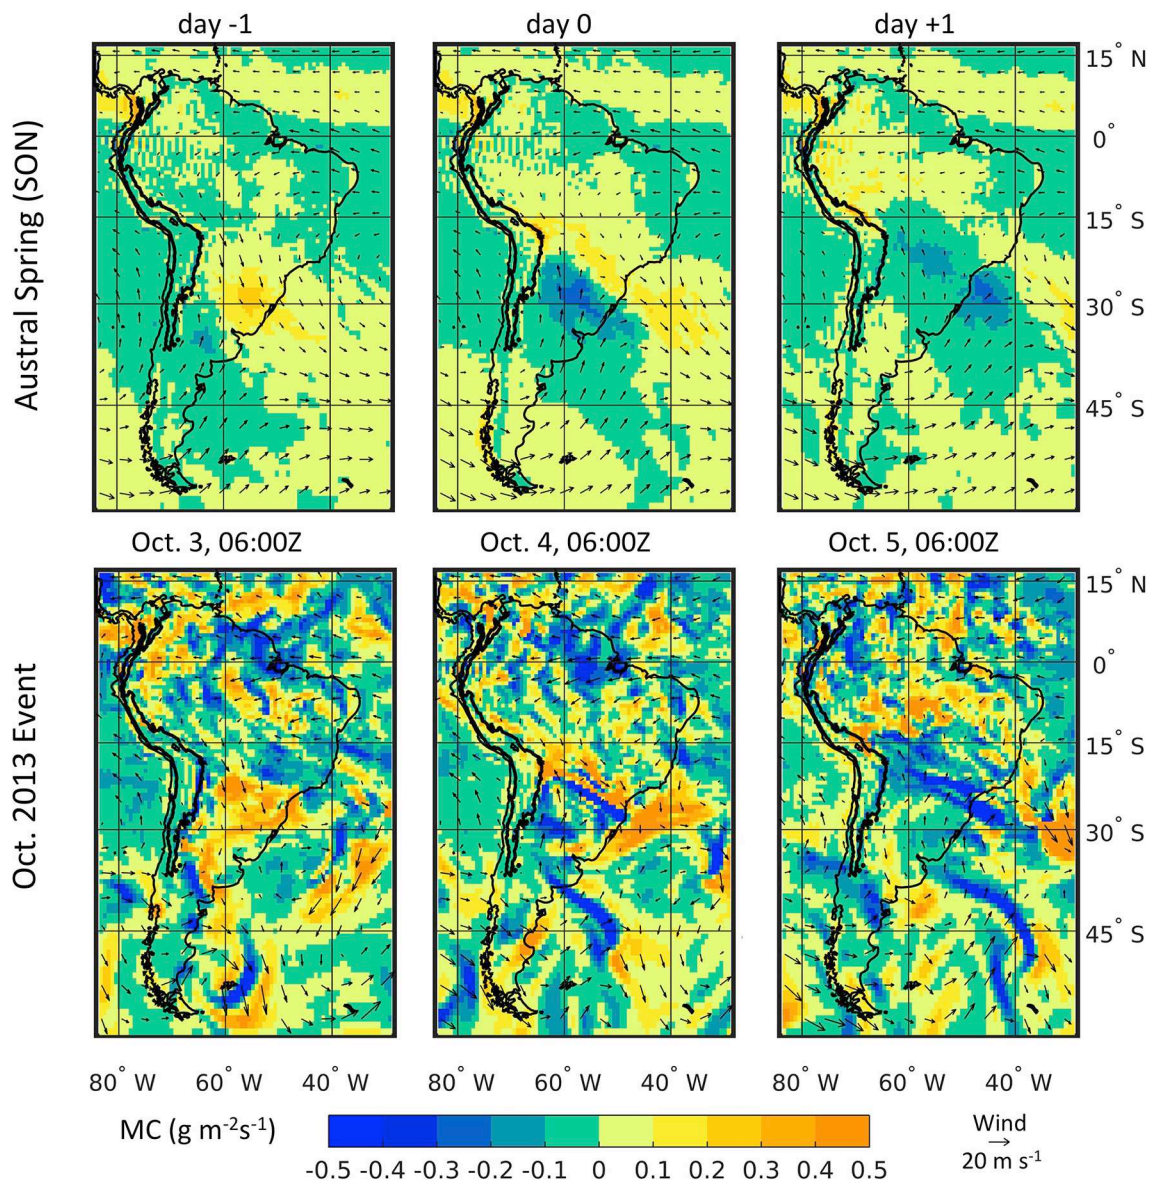 day -1 day 0 day +1
Austral Spring (SON)
15° N
0°
15° S
30° S
45° S
Oct. 3, 06:00Z Oct. 4, 06:00Z Oct. 5, 06:00Z
Oct. 2013 Event
15° N
0°
15° S
30° S
45° S
80° W 60° W 40° W 80° W 60° W 40° W 80° W 60° W 40° W
MC (g m⁻²s⁻¹)
-0.5 -0.4 -0.3 -0.2 -0.1 0 0.1 0.2 0.3 0.4 0.5
Wind
→
20 m s⁻¹